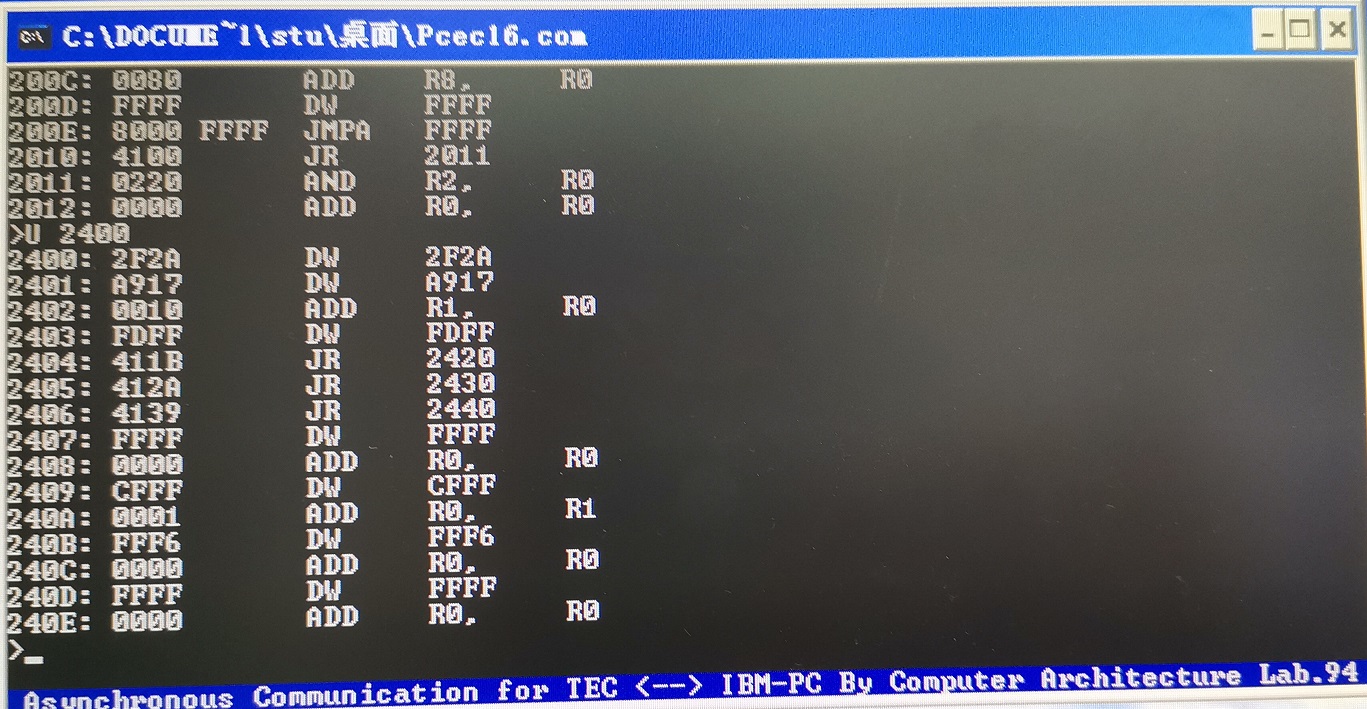 C:\DOCUME~1\stu\桌面\Pcec16.com
200C: 0080 ADD R8, R0
200D: FFFF DW FFFF
200E: 8000 FFFF JMPA FFFF
2010: 4100 JR 2011
2011: 0220 AND R2, R0
2012: 0000 ADD R0, R0
>U 2400
2400: 2F2A DW 2F2A
2401: A917 DW A917
2402: 0010 ADD R1, R0
2403: FDFF DW FDFF
2404: 411B JR 2420
2405: 412A JR 2430
2406: 4139 JR 2440
2407: FFFF DW FFFF
2408: 0000 ADD R0, R0
2409: CFFF DW CFFF
240A: 0001 ADD R0, R1
240B: FFF6 DW FFF6
240C: 0000 ADD R0, R0
240D: FFFF DW FFFF
240E: 0000 ADD R0, R0
>_
Asynchronous Communication for TEC <--> IBM-PC By Computer Architecture Lab.94